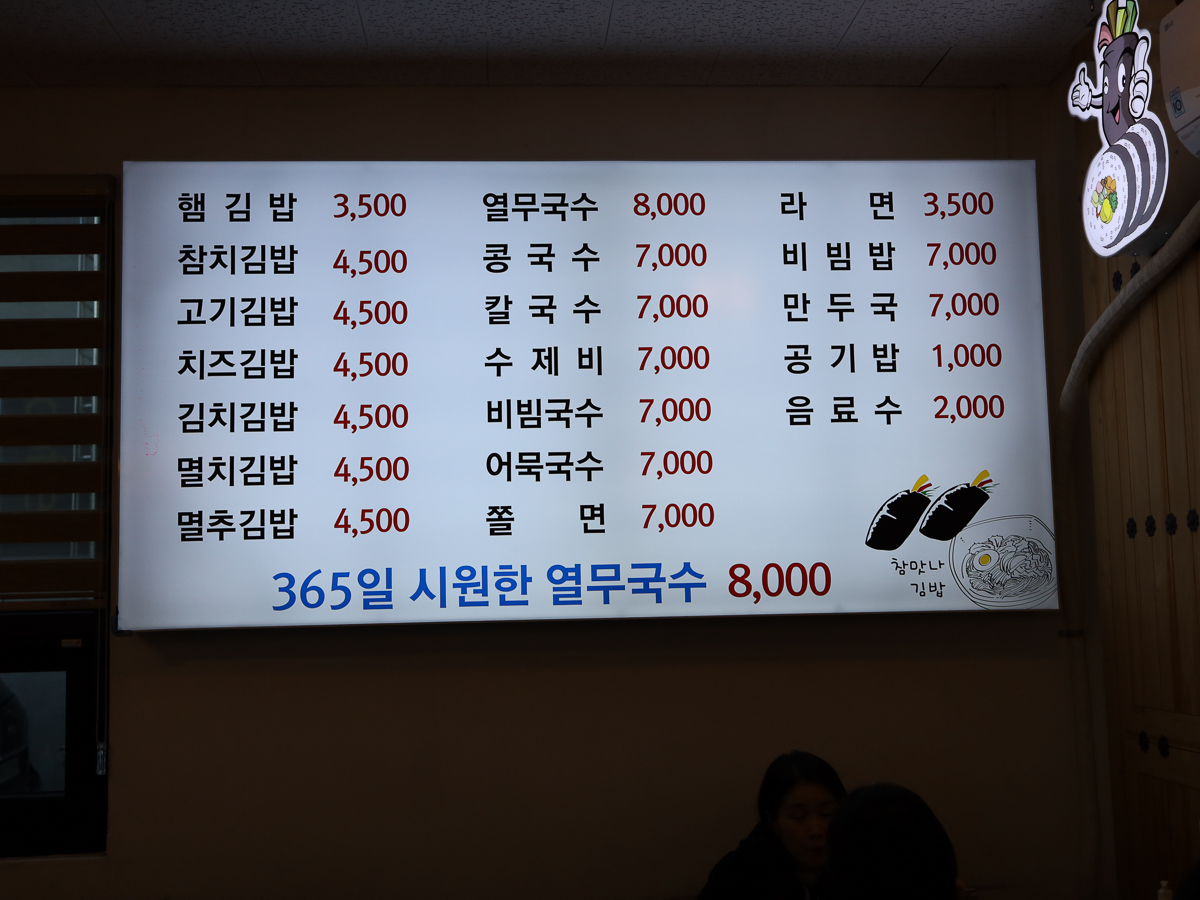 햄 김 밥 3,500
참치김밥 4,500
고기김밥 4,500
치즈김밥 4,500
김치김밥 4,500
멸치김밥 4,500
멸추김밥 4,500
열무국수 8,000
콩 국 수 7,000
칼 국 수 7,000
수 제 비 7,000
비빔국수 7,000
어묵국수 7,000
쫄 면 7,000
라 면 3,500
비 빔 밥 7,000
만 두 국 7,000
공 기 밥 1,000
음 료 수 2,000
365일 시원한 열무국수 8,000
참맛나
김밥